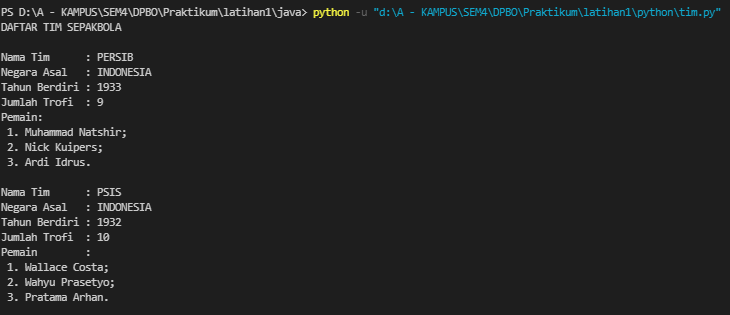 PS D:\A - KAMPUS\SEM4\DPBO\Praktikum\latihan1\java> python -u "d:\A - KAMPUS\SEM4\DPBO\Praktikum\latihan1\python\tim.py"
DAFTAR TIM SEPAKBOLA

Nama Tim     : PERSIB
Negara Asal  : INDONESIA
Tahun Berdiri : 1933
Jumlah Trofi  : 9
Pemain:
 1. Muhammad Natshir;
 2. Nick Kuipers;
 3. Ardi Idrus.

Nama Tim     : PSIS
Negara Asal  : INDONESIA
Tahun Berdiri : 1932
Jumlah Trofi  : 10
Pemain       :
 1. Wallace Costa;
 2. Wahyu Prasetyo;
 3. Pratama Arhan.